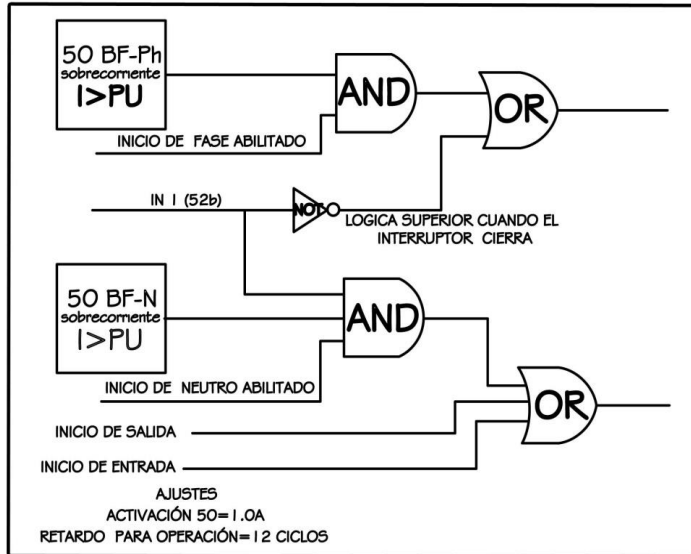 50 BF-Ph
sobrecorriente
I>PU
AND
OR
INICIO DE FASE ABILITADO
IN 1 (52b)
NOT
LOGICA SUPERIOR CUANDO EL
INTERRUPTOR CIERRA
50 BF-N
sobrecorriente
I>PU
AND
INICIO DE NEUTRO ABILITADO
OR
INICIO DE SALIDA
INICIO DE ENTRADA
AJUSTES
ACTIVACIÓN 50=1.0A
RETARDO PARA OPERACIÓN=12 CICLOS